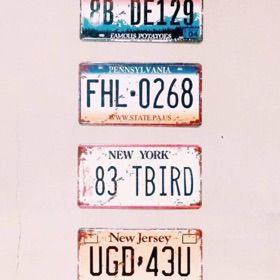 8B DE129
FAMOUS POTATOES
04
PENNSYLVANIA
FHL·0268
WWW.STATE.PA.US
NEW YORK
83 TBIRD
New Jersey
UGD·43U